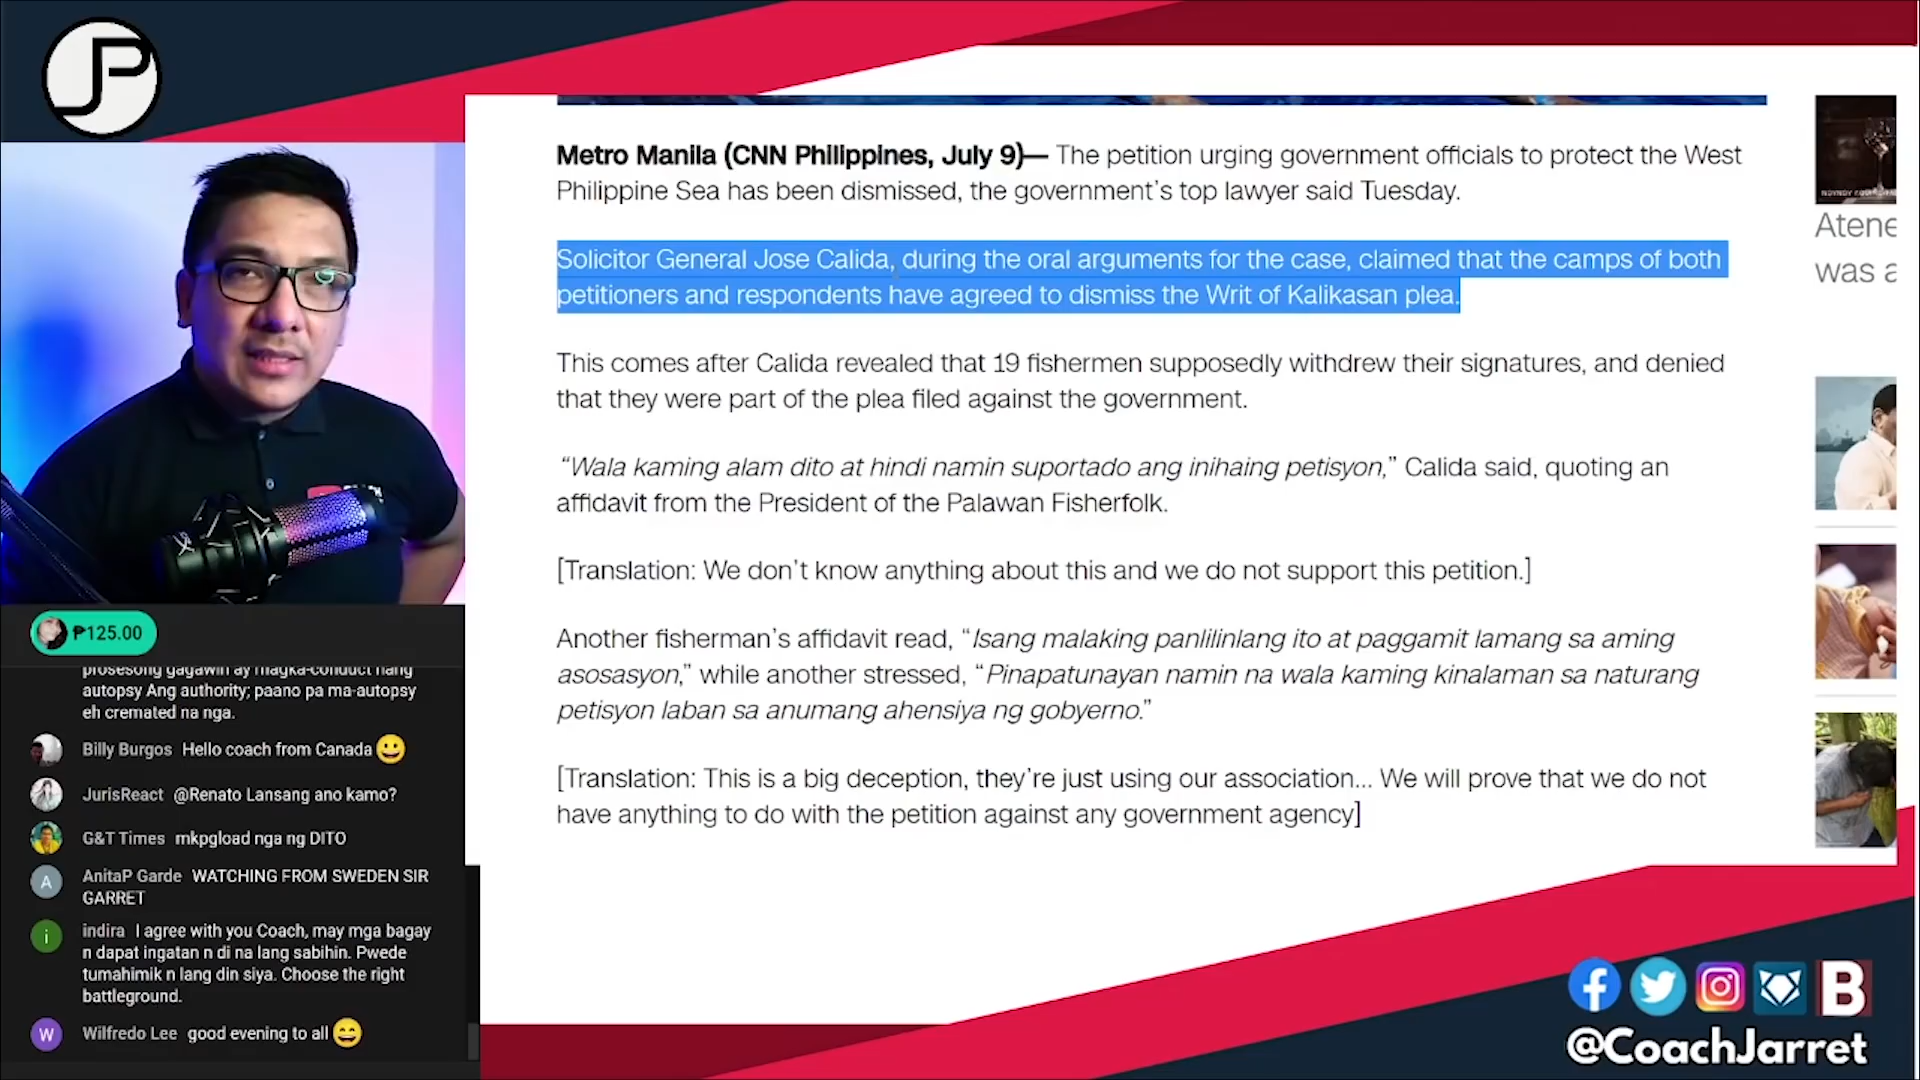 JP
Metro Manila (CNN Philippines, July 9)— The petition urging government officials to protect the West
Philippine Sea has been dismissed, the government's top lawyer said Tuesday.
Solicitor General Jose Calida, during the oral arguments for the case, claimed that the camps of both
petitioners and respondents have agreed to dismiss the Writ of Kalikasan plea.
This comes after Calida revealed that 19 fishermen supposedly withdrew their signatures, and denied
that they were part of the plea filed against the government.
“Wala kaming alam dito at hindi namin suportado ang inihaing petisyon,” Calida said, quoting an
affidavit from the President of the Palawan Fisherfolk.
[Translation: We don't know anything about this and we do not support this petition.]
Another fisherman's affidavit read, “Isang malaking panlilinlang ito at paggamit lamang sa aming
asosasyon,” while another stressed, “Pinapatunayan namin na wala kaming kinalaman sa naturang
petisyon laban sa anumang ahensiya ng gobyerno.”
[Translation: This is a big deception, they're just using our association... We will prove that we do not
have anything to do with the petition against any government agency]
Atene
was a
₱125.00
prosesong gagawin ay magka-conduct nang
autopsy Ang authority; paano pa ma-autopsy
eh cremated na nga.
Billy Burgos Hello coach from Canada
JurisReact @Renato Lansang ano kamo?
G&T Times mkpgload nga ng DITO
A AnitaP Garde WATCHING FROM SWEDEN SIR
GARRET
i indira I agree with you Coach, may mga bagay
n dapat ingatan n di na lang sabihin. Pwede
tumahimik n lang din siya. Choose the right
battleground.
W Wilfredo Lee good evening to all
B
@CoachJarret